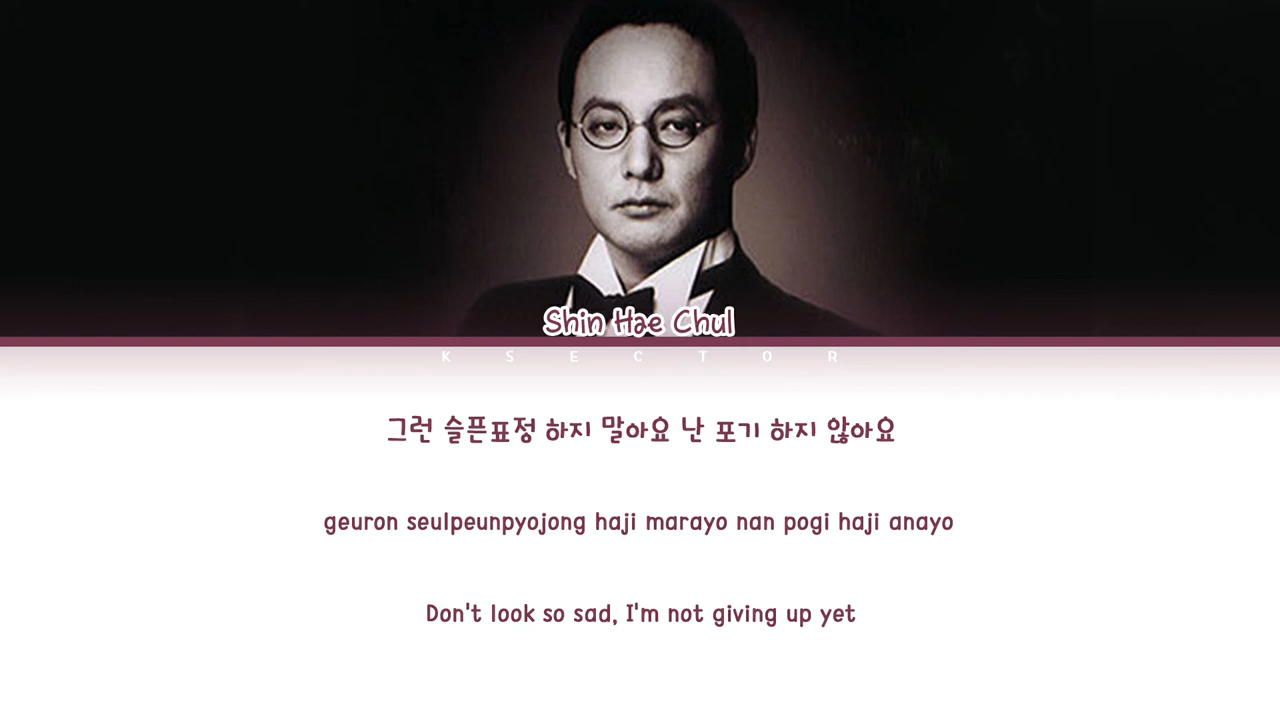 Shin Hae Chul
K S E C T O R
그런 슬픈표정 하지 말아요 난 포기 하지 않아요
geuron seulpeunpyojong haji marayo nan pogi haji anayo
Don't look so sad, I'm not giving up yet